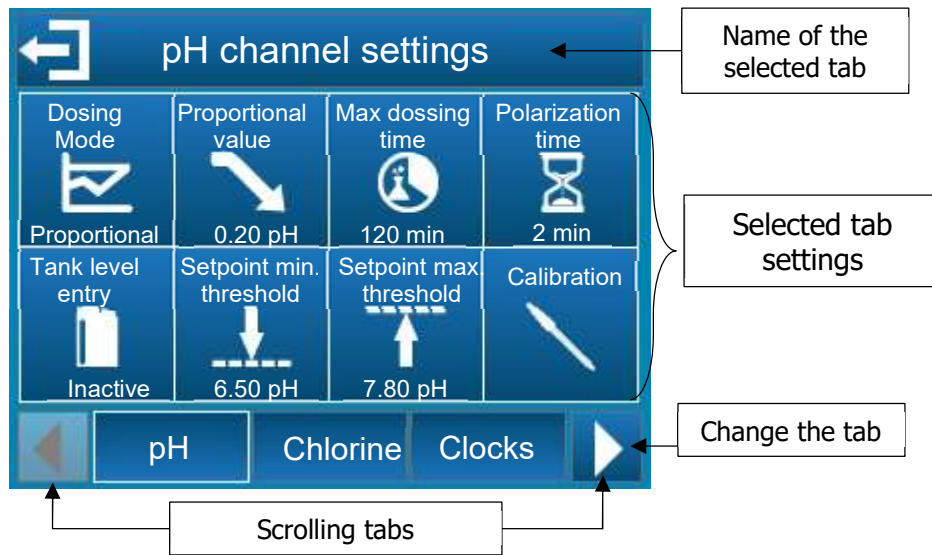 pH channel settings
Name of the
selected tab
Dosing
Mode
Proportional
Proportional
value
0.20 pH
Max dossing
time
120 min
Polarization
time
2 min
Selected tab
settings
Tank level
entry
Inactive
Setpoint min.
threshold
6.50 pH
Setpoint max.
threshold
7.80 pH
Calibration
pH
Chlorine
Clocks
Change the tab
Scrolling tabs